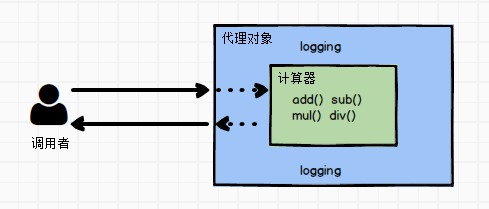 代理对象
logging
计算器
add() sub()
mul() div()
调用者
logging